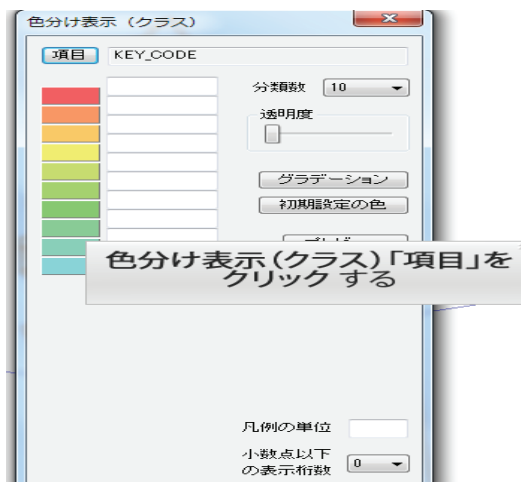 色分け表示（クラス）
項目 KEY_CODE
分類数 10
透明度
グラデーション
初期設定の色
色分け表示(クラス)「項目」を
クリックする
凡例の単位
小数点以下
の表示桁数 0